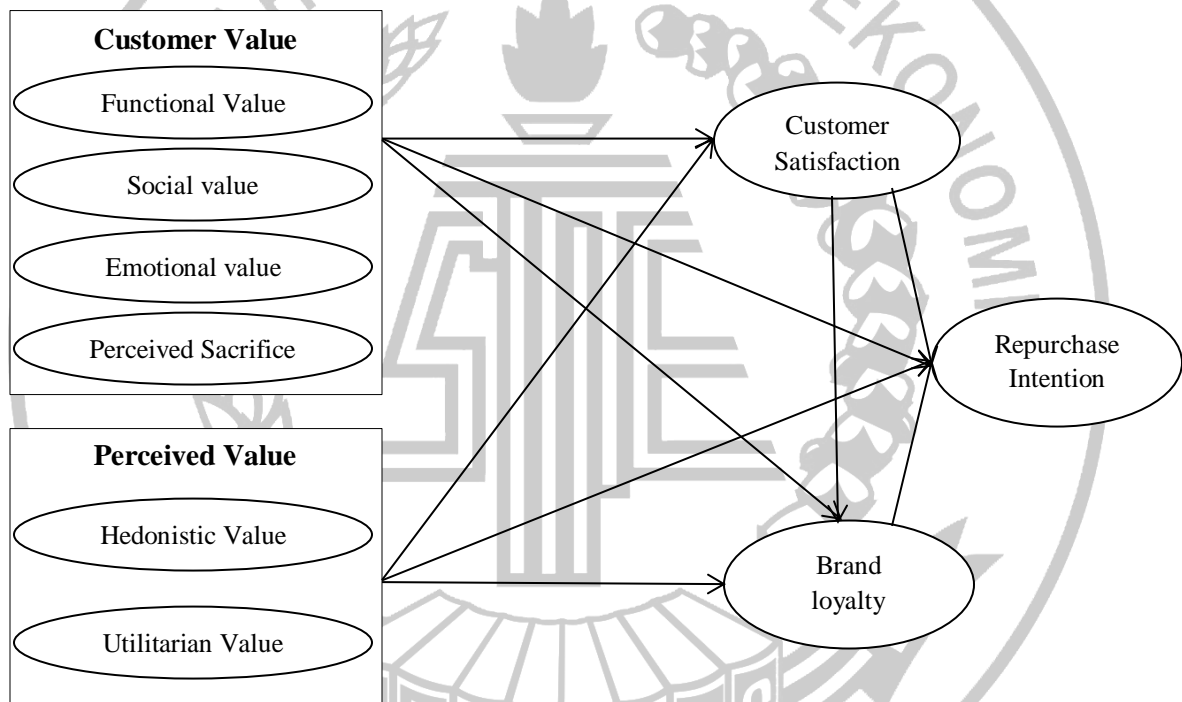 Customer Value
Functional Value
Social value
Emotional value
Perceived Sacrifice
Perceived Value
Hedonistic Value
Utilitarian Value
Customer
Satisfaction
Repurchase
Intention
Brand
loyalty
EKONOMI